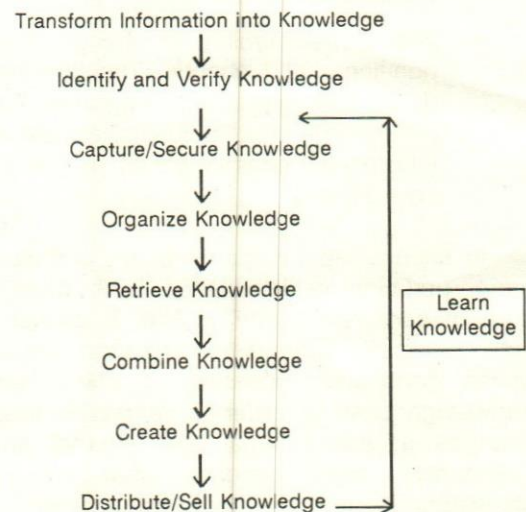 Transform Information into Knowledge
Identify and Verify Knowledge
Capture/Secure Knowledge
Organize Knowledge
Retrieve Knowledge
Learn
Knowledge
Combine Knowledge
Create Knowledge
Distribute/Sell Knowledge